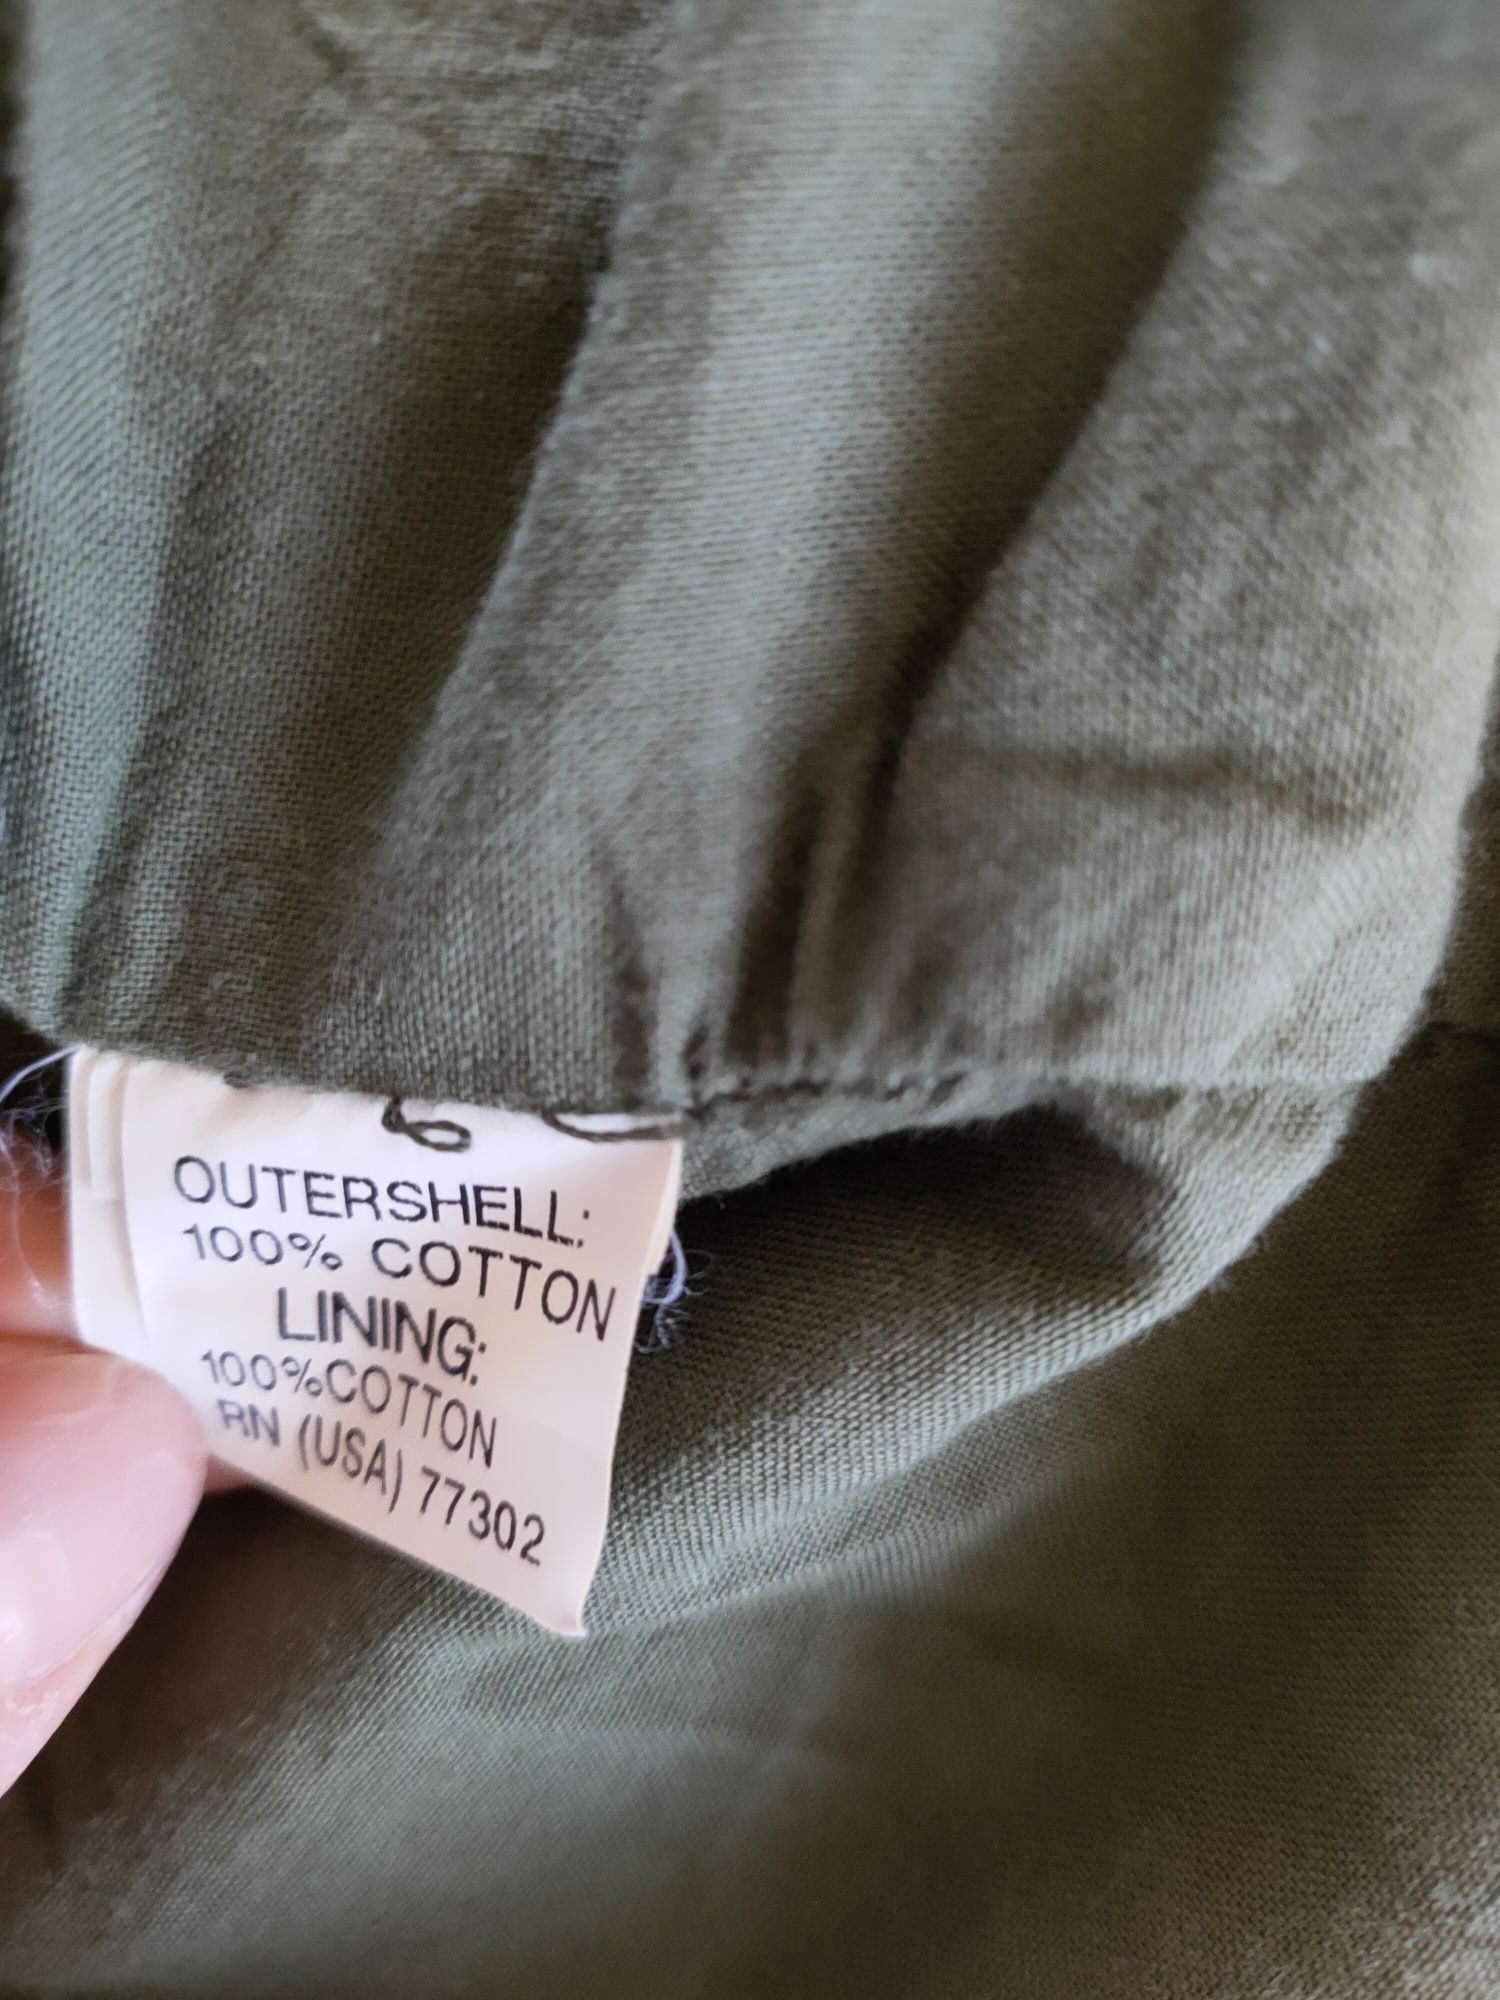 OUTERSHELL:
100% COTTON
LINING:
100%COTTON
RN (USA) 77302